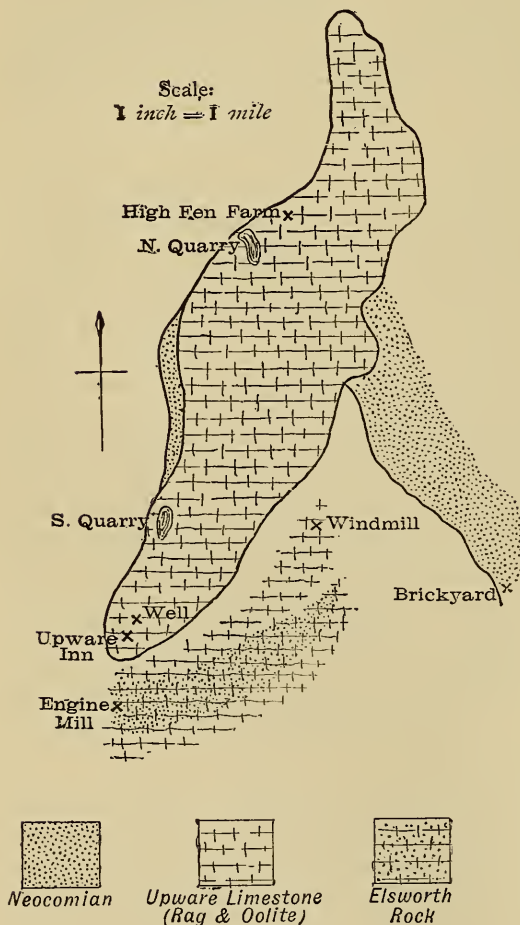 Scale:
1 inch = 1 mile
High Fen Farm
N. Quarry
S. Quarry
Windmill
Brickyard
Well
Upware
Inn
Engine
Mill
Neocomian
Upware Limestone
(Rag & Oolite)
Elsworth
Rock